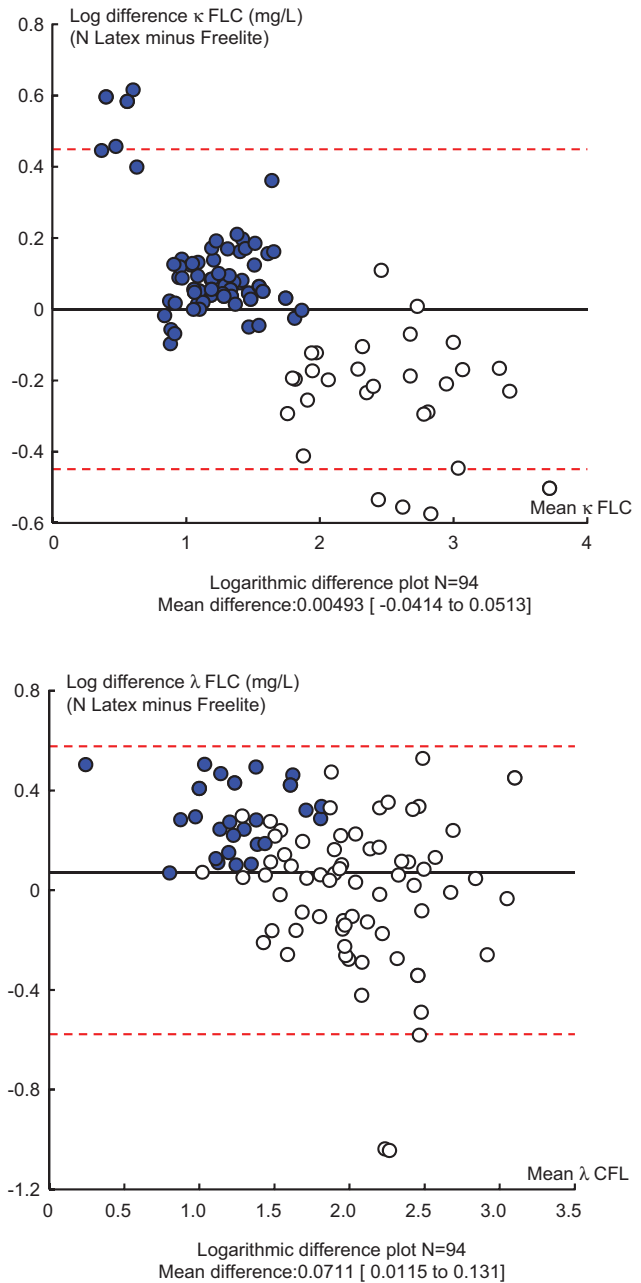 Log difference κ FLC (mg/L)
(N Latex minus Freelite)
0.8
0.6
0.4
0.2
0
-0.2
-0.4
-0.6
Mean κ FLC
0 1 2 3 4
Logarithmic difference plot N=94
Mean difference:0.00493 [ -0.0414 to 0.0513]
Log difference λ FLC (mg/L)
(N Latex minus Freelite)
0.8
0.4
0
-0.4
-0.8
-1.2
Mean λ CFL
0 0.5 1.0 1.5 2.0 2.5 3.0 3.5
Logarithmic difference plot N=94
Mean difference:0.0711 [ 0.0115 to 0.131]